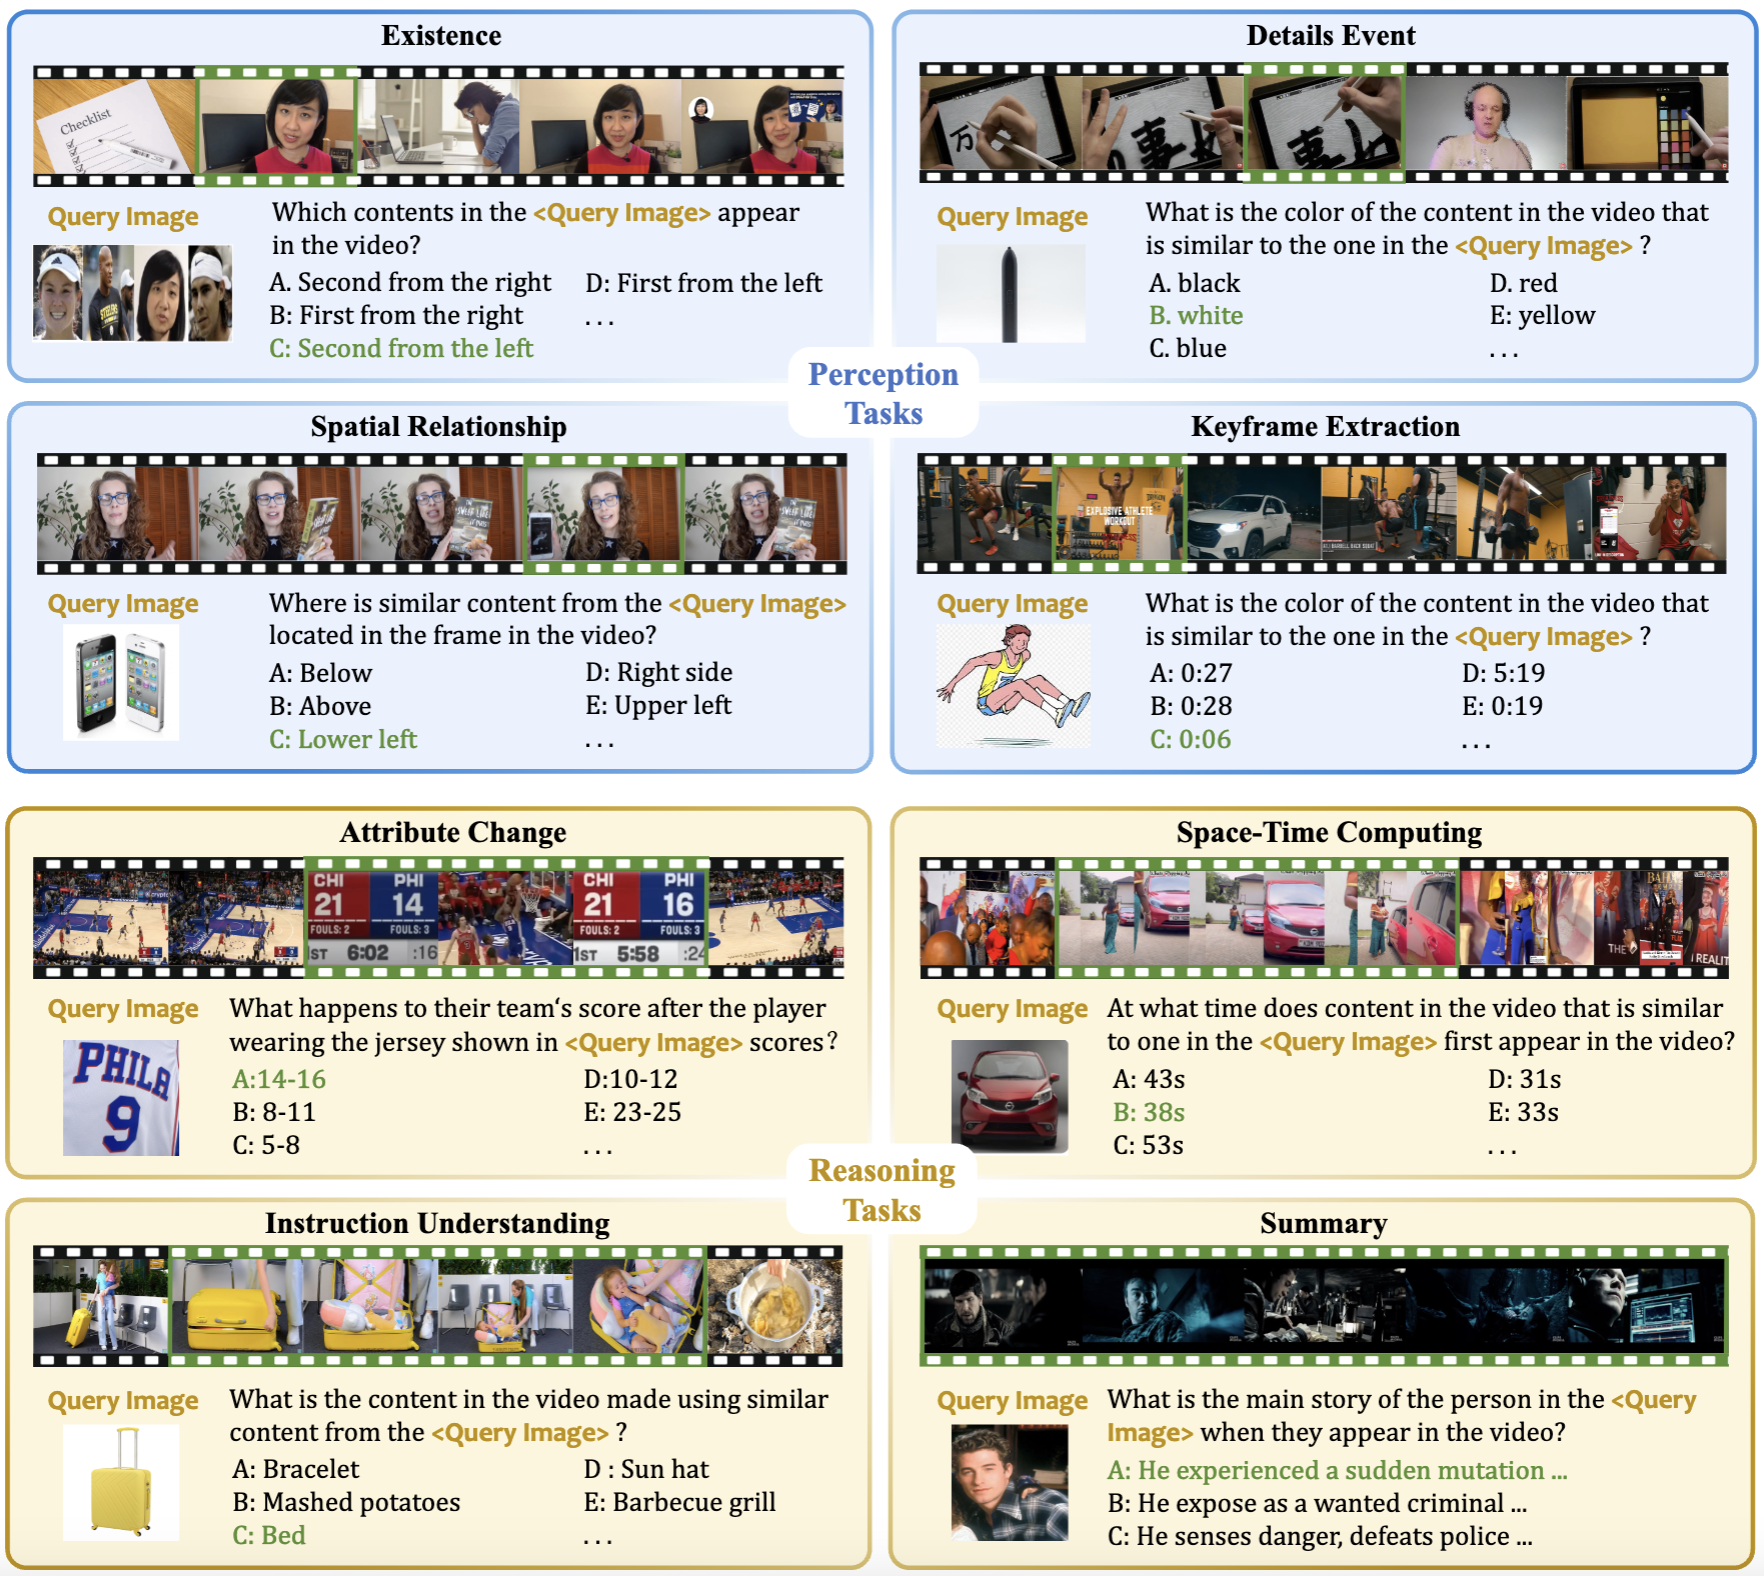 Existence
Checklist
Query Image
Which contents in the <Query Image> appear
in the video?
A. Second from the right
B: First from the right
C: Second from the left
D: First from the left
. . .
Details Event
万
事
事
Query Image
What is the color of the content in the video that
is similar to the one in the <Query Image> ?
A. black
B. white
C. blue
D. red
E: yellow
. . .
Perception
Tasks
Spatial Relationship
Query Image
Where is similar content from the <Query Image>
located in the frame in the video?
A: Below
B: Above
C: Lower left
D: Right side
E: Upper left
. . .
Keyframe Extraction
EXPLOSIVE ATHLETE
WORKOUT
Query Image
What is the color of the content in the video that
is similar to the one in the <Query Image> ?
A: 0:27
B: 0:28
C: 0:06
D: 5:19
E: 0:19
. . .
Attribute Change
CHI
21
FOULS: 2
PHI
14
FOULS: 3
1ST 6:02 :16
CHI
21
FOULS: 2
PHI
16
FOULS: 3
1ST 5:58 :24
Query Image
PHILA
9
What happens to their team‘s score after the player
wearing the jersey shown in <Query Image> scores?
A:14-16
B: 8-11
C: 5-8
D:10-12
E: 23-25
. . .
Space-Time Computing
THE
REALIT
Query Image
At what time does content in the video that is similar
to one in the <Query Image> first appear in the video?
A: 43s
B: 38s
C: 53s
D: 31s
E: 33s
. . .
Reasoning
Tasks
Instruction Understanding
Query Image
What is the content in the video made using similar
content from the <Query Image> ?
A: Bracelet
B: Mashed potatoes
C: Bed
D : Sun hat
E: Barbecue grill
. . .
Summary
Query Image
What is the main story of the person in the <Query
Image> when they appear in the video?
A: He experienced a sudden mutation ...
B: He expose as a wanted criminal ...
C: He senses danger, defeats police ...